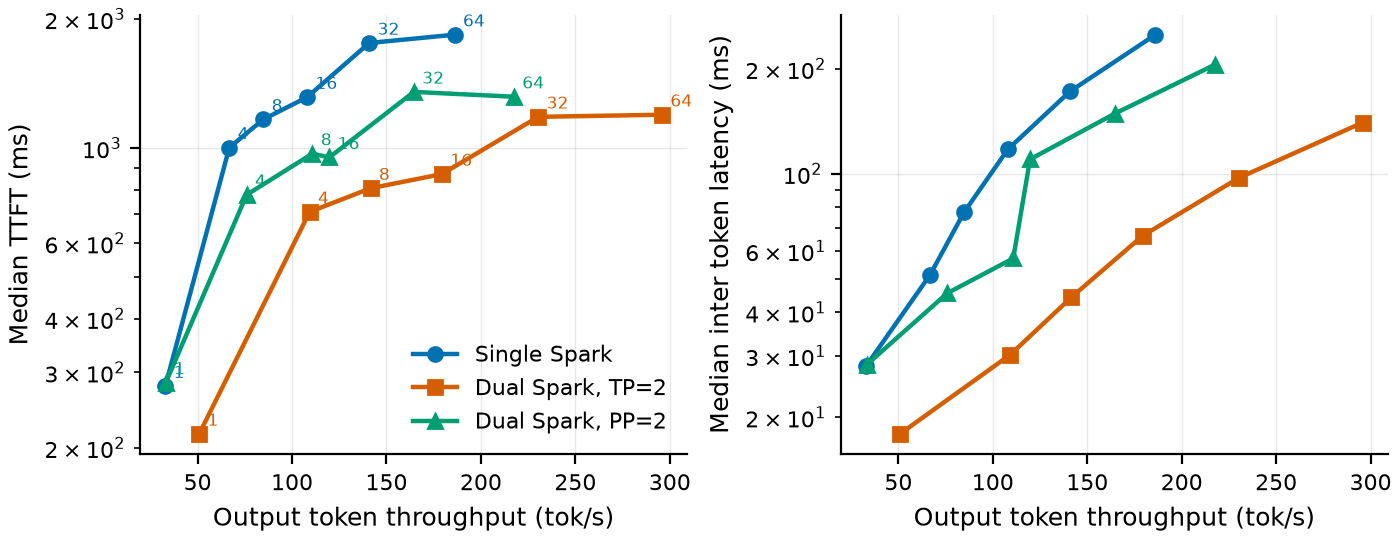 Median TTFT (ms)
2 × 10³
10³
6 × 10²
4 × 10²
3 × 10²
2 × 10²
1
4
8
16
32
64
1
4
8
16
32
64
1
4
8
16
32
64
Single Spark
Dual Spark, TP=2
Dual Spark, PP=2
50
100
150
200
250
300
Output token throughput (tok/s)
Median inter token latency (ms)
2 × 10²
10²
6 × 10¹
4 × 10¹
3 × 10¹
2 × 10¹
50
100
150
200
250
300
Output token throughput (tok/s)